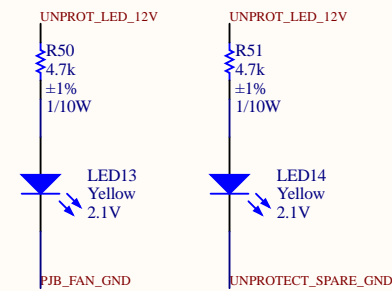 UNPROT_LED_12V
R50
4.7k
±1%
1/10W
LED13
Yellow
2.1V
PJB_FAN_GND
UNPROT_LED_12V
R51
4.7k
±1%
1/10W
LED14
Yellow
2.1V
UNPROTECT_SPARE_GND